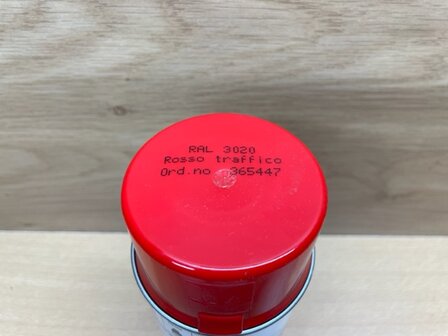 RAL 3020
Rosso traffico
Ord.no 365447